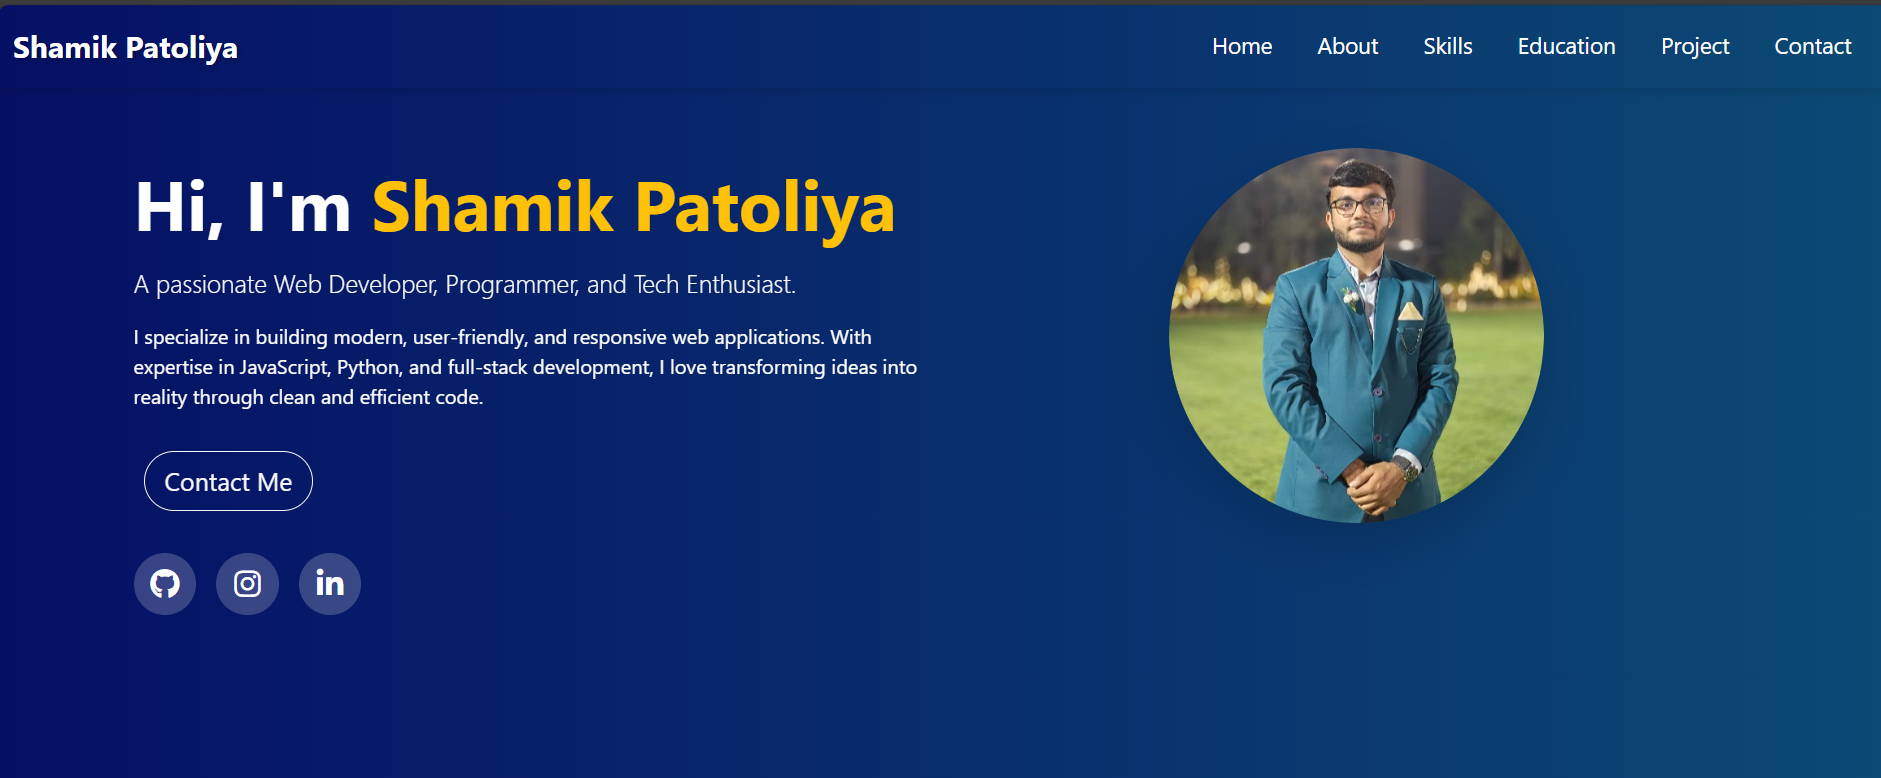 Shamik Patoliya
Home About Skills Education Project Contact
Hi, I'm Shamik Patoliya
A passionate Web Developer, Programmer, and Tech Enthusiast.
I specialize in building modern, user-friendly, and responsive web applications. With
expertise in JavaScript, Python, and full-stack development, I love transforming ideas into
reality through clean and efficient code.
Contact Me
in